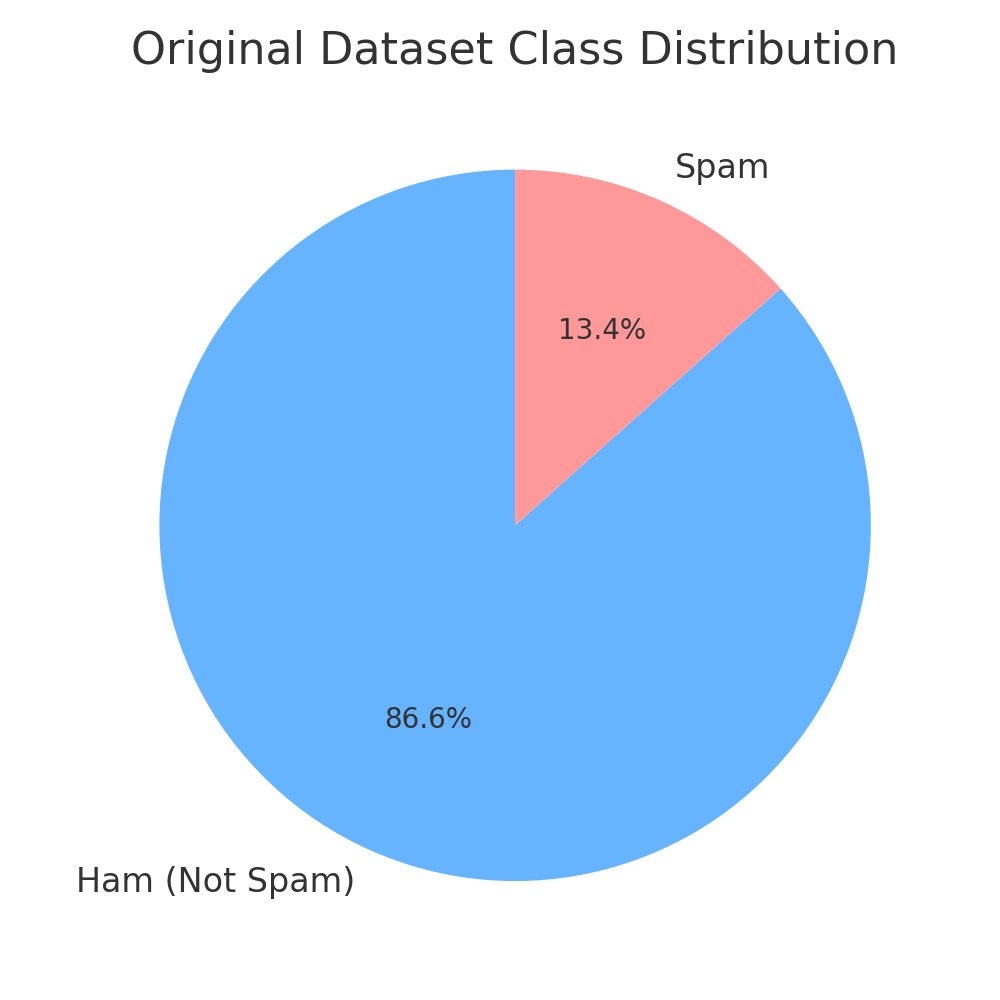 Original Dataset Class Distribution
Spam
13.4%
86.6%
Ham (Not Spam)